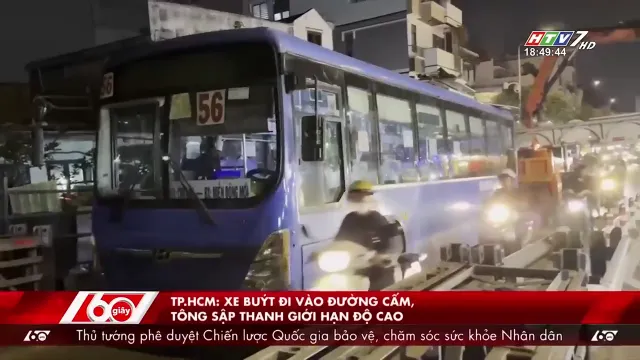 HTV7 HD
18:49:44
56
56
TP.HCM: XE BUÝT ĐI VÀO ĐƯỜNG CẤM,
TÔNG SẬP THANH GIỚI HẠN ĐỘ CAO
60 giây
60
Thủ tướng phê duyệt Chiến lược Quốc gia bảo vệ, chăm sóc sức khỏe Nhân dân
60